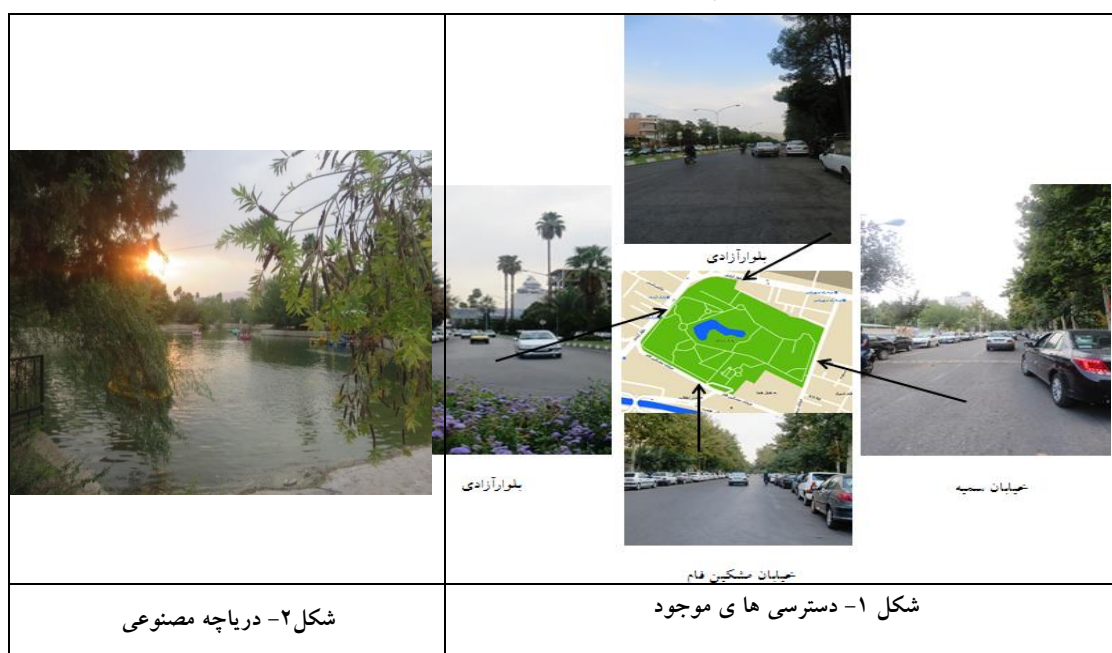 بلوارآزادی
بلوارآزادی
خیابان سمیه
خیابان مشکین فام
شکل ۱- دسترسی ها ی موجود
شکل۲- دریاچه مصنوعی